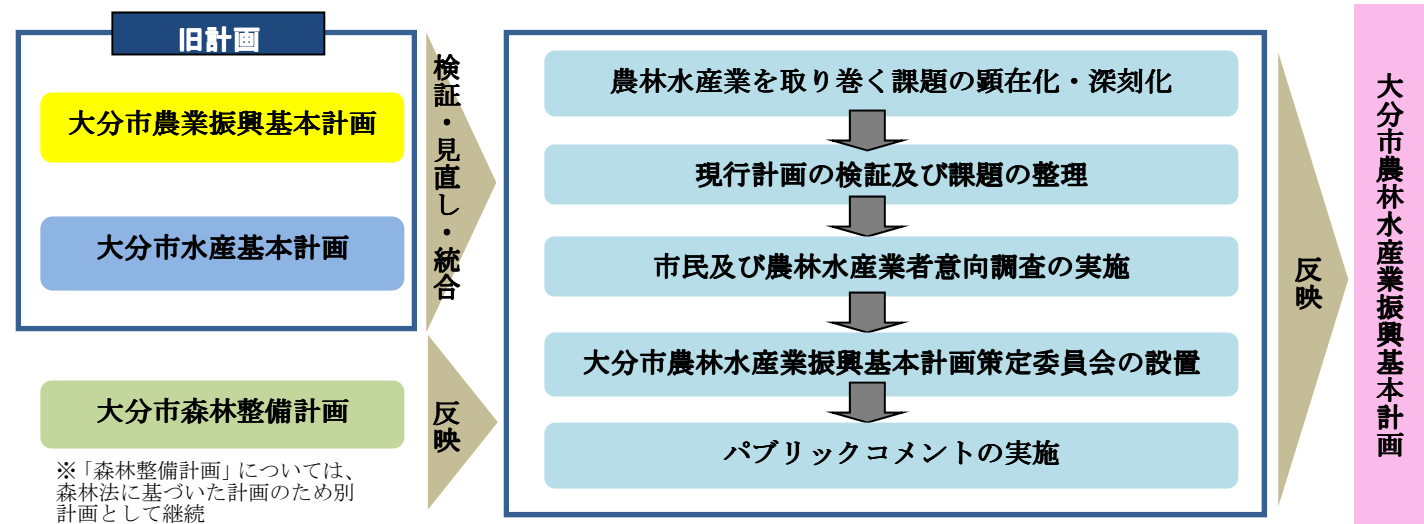 旧計画
大分市農業振興基本計画
大分市水産基本計画
検証・見直し・統合
大分市森林整備計画
※「森林整備計画」については、
森林法に基づいた計画のため別
計画として継続
反映
農林水産業を取り巻く課題の顕在化・深刻化
現行計画の検証及び課題の整理
市民及び農林水産業者意向調査の実施
大分市農林水産業振興基本計画策定委員会の設置
パブリックコメントの実施
反映
大分市農林水産業振興基本計画